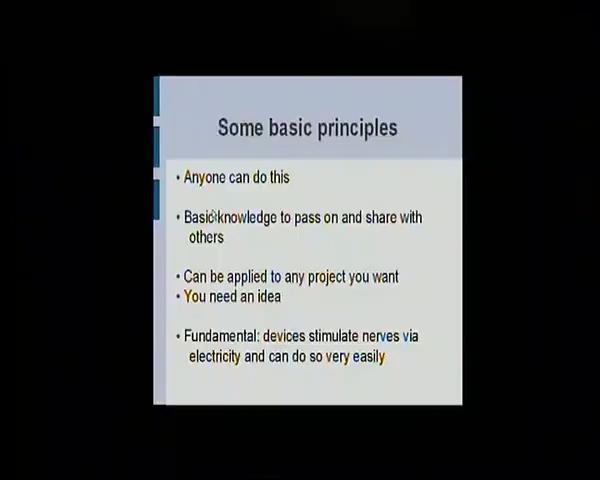 Some basic principles
• Anyone can do this
• Basic knowledge to pass on and share with
others
• Can be applied to any project you want
• You need an idea
• Fundamental: devices stimulate nerves via
electricity and can do so very easily